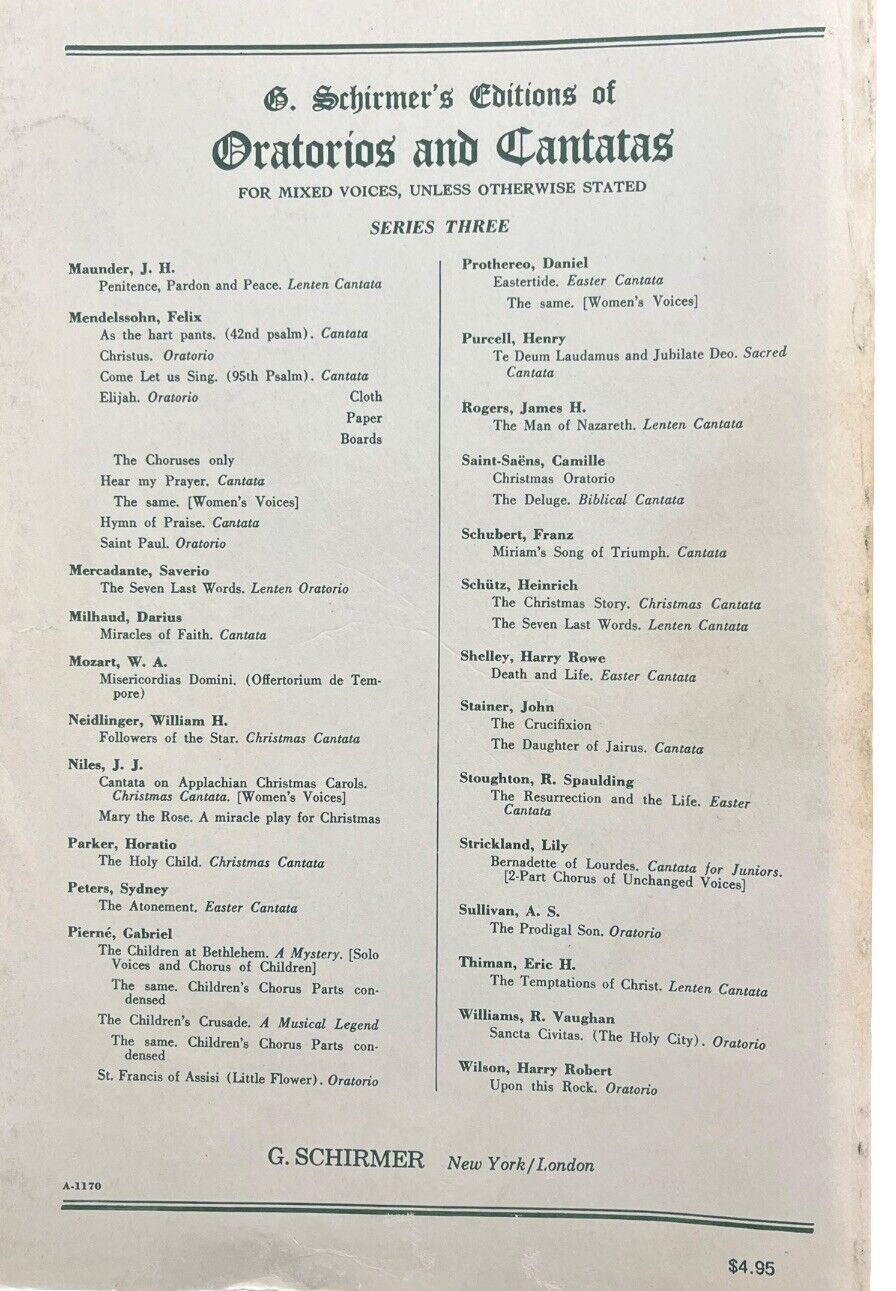 G. Schirmer's Editions of
Oratorios and Cantatas
FOR MIXED VOICES, UNLESS OTHERWISE STATED
SERIES THREE
Maunder, J. H.
Penitence, Pardon and Peace. Lenten Cantata
Mendelssohn, Felix
As the hart pants. (42nd psalm). Cantata
Christus. Oratorio
Come Let us Sing. (95th Psalm). Cantata
Elijah. Oratorio Cloth
Paper
Boards
The Choruses only
Hear my Prayer. Cantata
The same. [Women's Voices]
Hymn of Praise. Cantata
Saint Paul. Oratorio
Mercadante, Saverio
The Seven Last Words. Lenten Oratorio
Milhaud, Darius
Miracles of Faith. Cantata
Mozart, W. A.
Misericordias Domini. (Offertorium de Tem-
pore)
Neidlinger, William H.
Followers of the Star. Christmas Cantata
Niles, J. J.
Cantata on Applachian Christmas Carols.
Christmas Cantata. [Women's Voices]
Mary the Rose. A miracle play for Christmas
Parker, Horatio
The Holy Child. Christmas Cantata
Peters, Sydney
The Atonement. Easter Cantata
Pierné, Gabriel
The Children at Bethlehem. A Mystery. [Solo
Voices and Chorus of Children]
The same. Children's Chorus Parts con-
densed
The Children's Crusade. A Musical Legend
The same. Children's Chorus Parts con-
densed
St. Francis of Assisi (Little Flower). Oratorio
Prothereo, Daniel
Eastertide. Easter Cantata
The same. [Women's Voices]
Purcell, Henry
Te Deum Laudamus and Jubilate Deo. Sacred
Cantata
Rogers, James H.
The Man of Nazareth. Lenten Cantata
Saint-Saëns, Camille
Christmas Oratorio
The Deluge. Biblical Cantata
Schubert, Franz
Miriam's Song of Triumph. Cantata
Schütz, Heinrich
The Christmas Story. Christmas Cantata
The Seven Last Words. Lenten Cantata
Shelley, Harry Rowe
Death and Life. Easter Cantata
Stainer, John
The Crucifixion
The Daughter of Jairus. Cantata
Stoughton, R. Spaulding
The Resurrection and the Life. Easter
Cantata
Strickland, Lily
Bernadette of Lourdes. Cantata for Juniors.
[2-Part Chorus of Unchanged Voices]
Sullivan, A. S.
The Prodigal Son. Oratorio
Thiman, Eric H.
The Temptations of Christ. Lenten Cantata
Williams, R. Vaughan
Sancta Civitas. (The Holy City). Oratorio
Wilson, Harry Robert
Upon this Rock. Oratorio
G. SCHIRMER New York/London
A-1170
$4.95